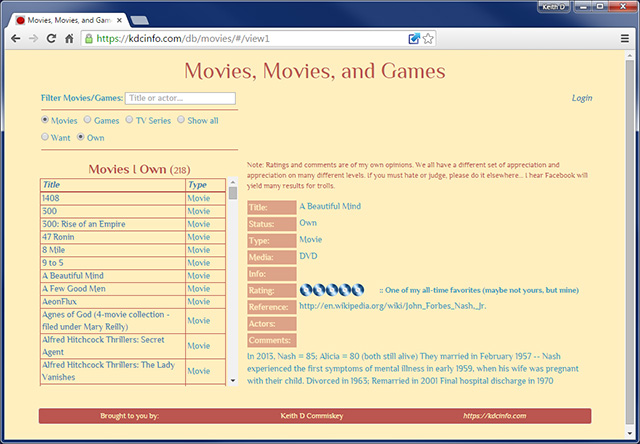 Keith D
Movies, Movies, and Gam
https://kdcinfo.com/db/movies/#/view1
Movies, Movies, and Games
Filter Movies/Games: Title or actor...
Login
Movies Games TV Series Show all
Want Own
Movies I Own (218)
Title Type
1408 Movie
300 Movie
300: Rise of an Empire Movie
47 Ronin Movie
8 Mile Movie
9 to 5 Movie
A Beautiful Mind Movie
A Few Good Men Movie
AeonFlux Movie
Agnes of God (4-movie collection - Movie
filed under Mary Reilly)
Alfred Hitchcock Thrillers: Secret Movie
Agent
Alfred Hitchcock Thrillers: The Lady Movie
Vanishes
Note: Ratings and comments are of my own opinions. We all have a different set of appreciation and
appreciation on many different levels. If you must hate or judge, please do it elsewhere... I hear Facebook will
yield many results for trolls.
Title: A Beautiful Mind
Status: Own
Type: Movie
Media: DVD
Info:
Rating: :: One of my all-time favorites (maybe not yours, but mine)
Reference: http://en.wikipedia.org/wiki/John_Forbes_Nash,_Jr.
Actors:
Comments:
In 2013, Nash = 85; Alicia = 80 (both still alive) They married in February 1957 -- Nash
experienced the first symptoms of mental illness in early 1959, when his wife was pregnant
with their child. Divorced in 1963; Remarried in 2001 Final hospital discharge in 1970
Brought to you by: Keith D Commiskey https://kdcinfo.com